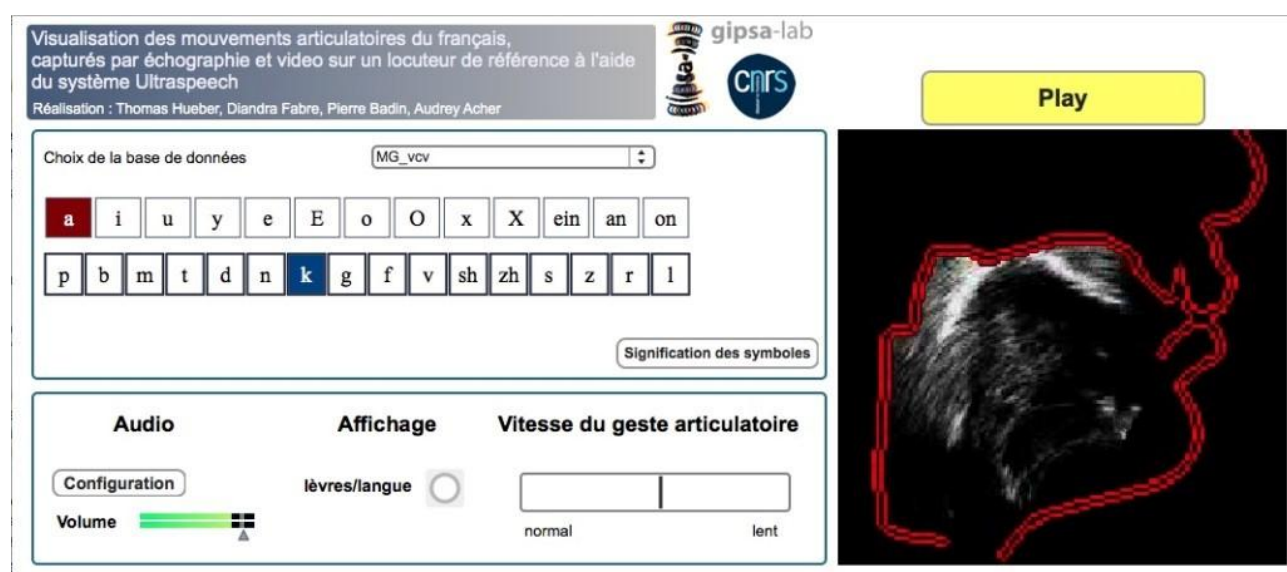 Visualisation des mouvements articulatoires du français,
capturés par échographie et video sur un locuteur de référence à l'aide
du système Ultraspeech
Réalisation : Thomas Hueber, Diandra Fabre, Pierre Badin, Audrey Acher
gipsa-lab
cnrs
Play
Choix de la base de données MG_vcv
a i u y e E o O x X ein an on
p b m t d n k g f v sh zh s z r l
Signification des symboles
Audio Affichage Vitesse du geste articulatoire
Configuration
lèvres/langue
Volume
normal lent